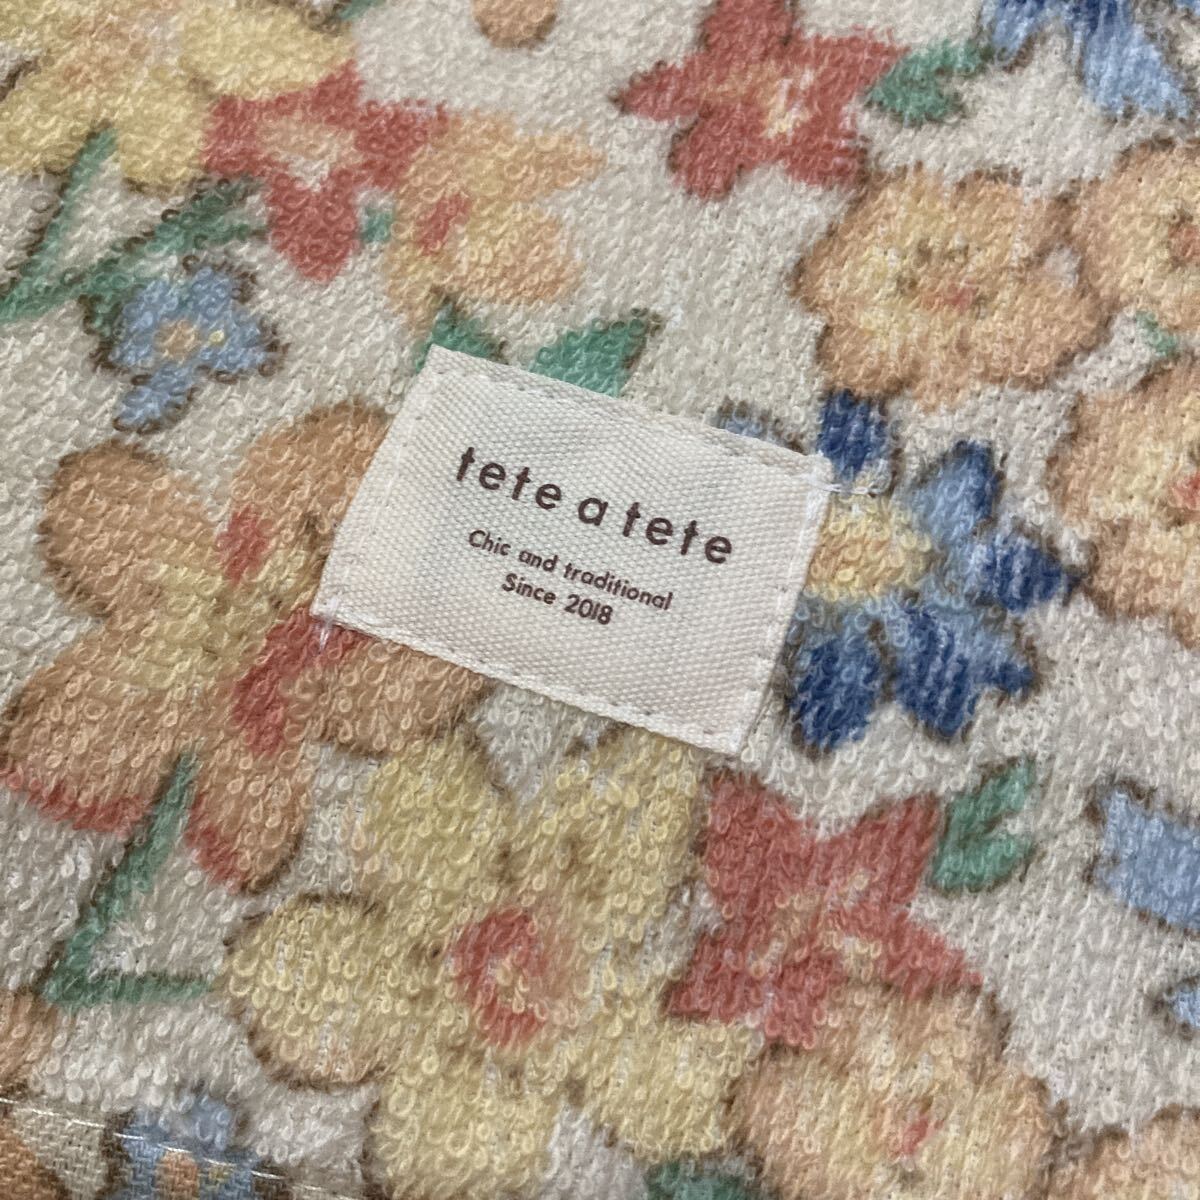 tete a tete
Chic and traditional
Since 2018